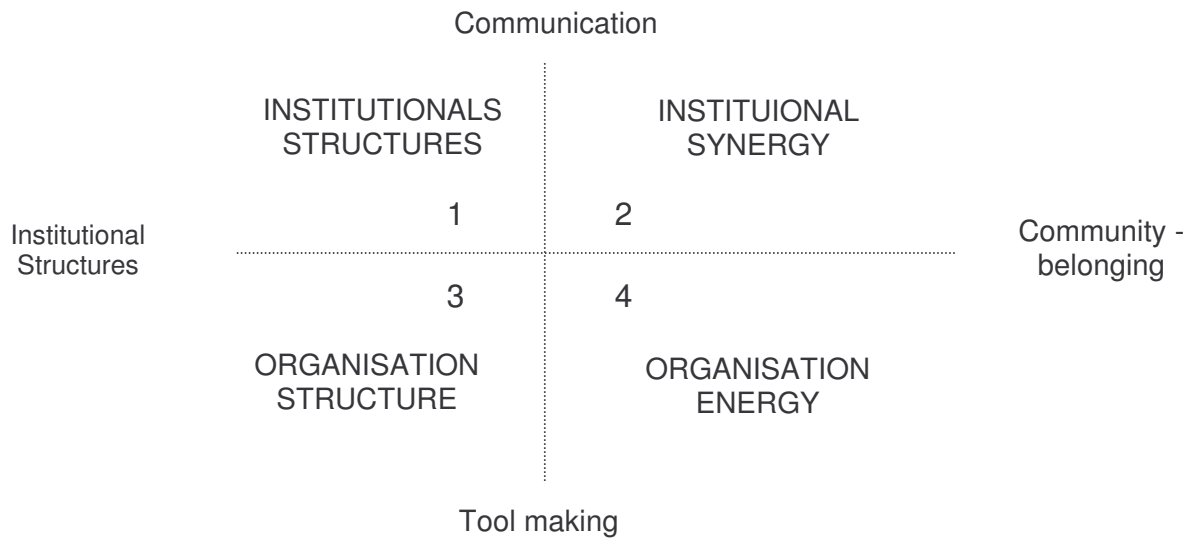 Communication
INSTITUTIONALS
STRUCTURES
INSTITUIONAL
SYNERGY
1
2
Institutional
Structures
Community -
belonging
3
4
ORGANISATION
STRUCTURE
ORGANISATION
ENERGY
Tool making